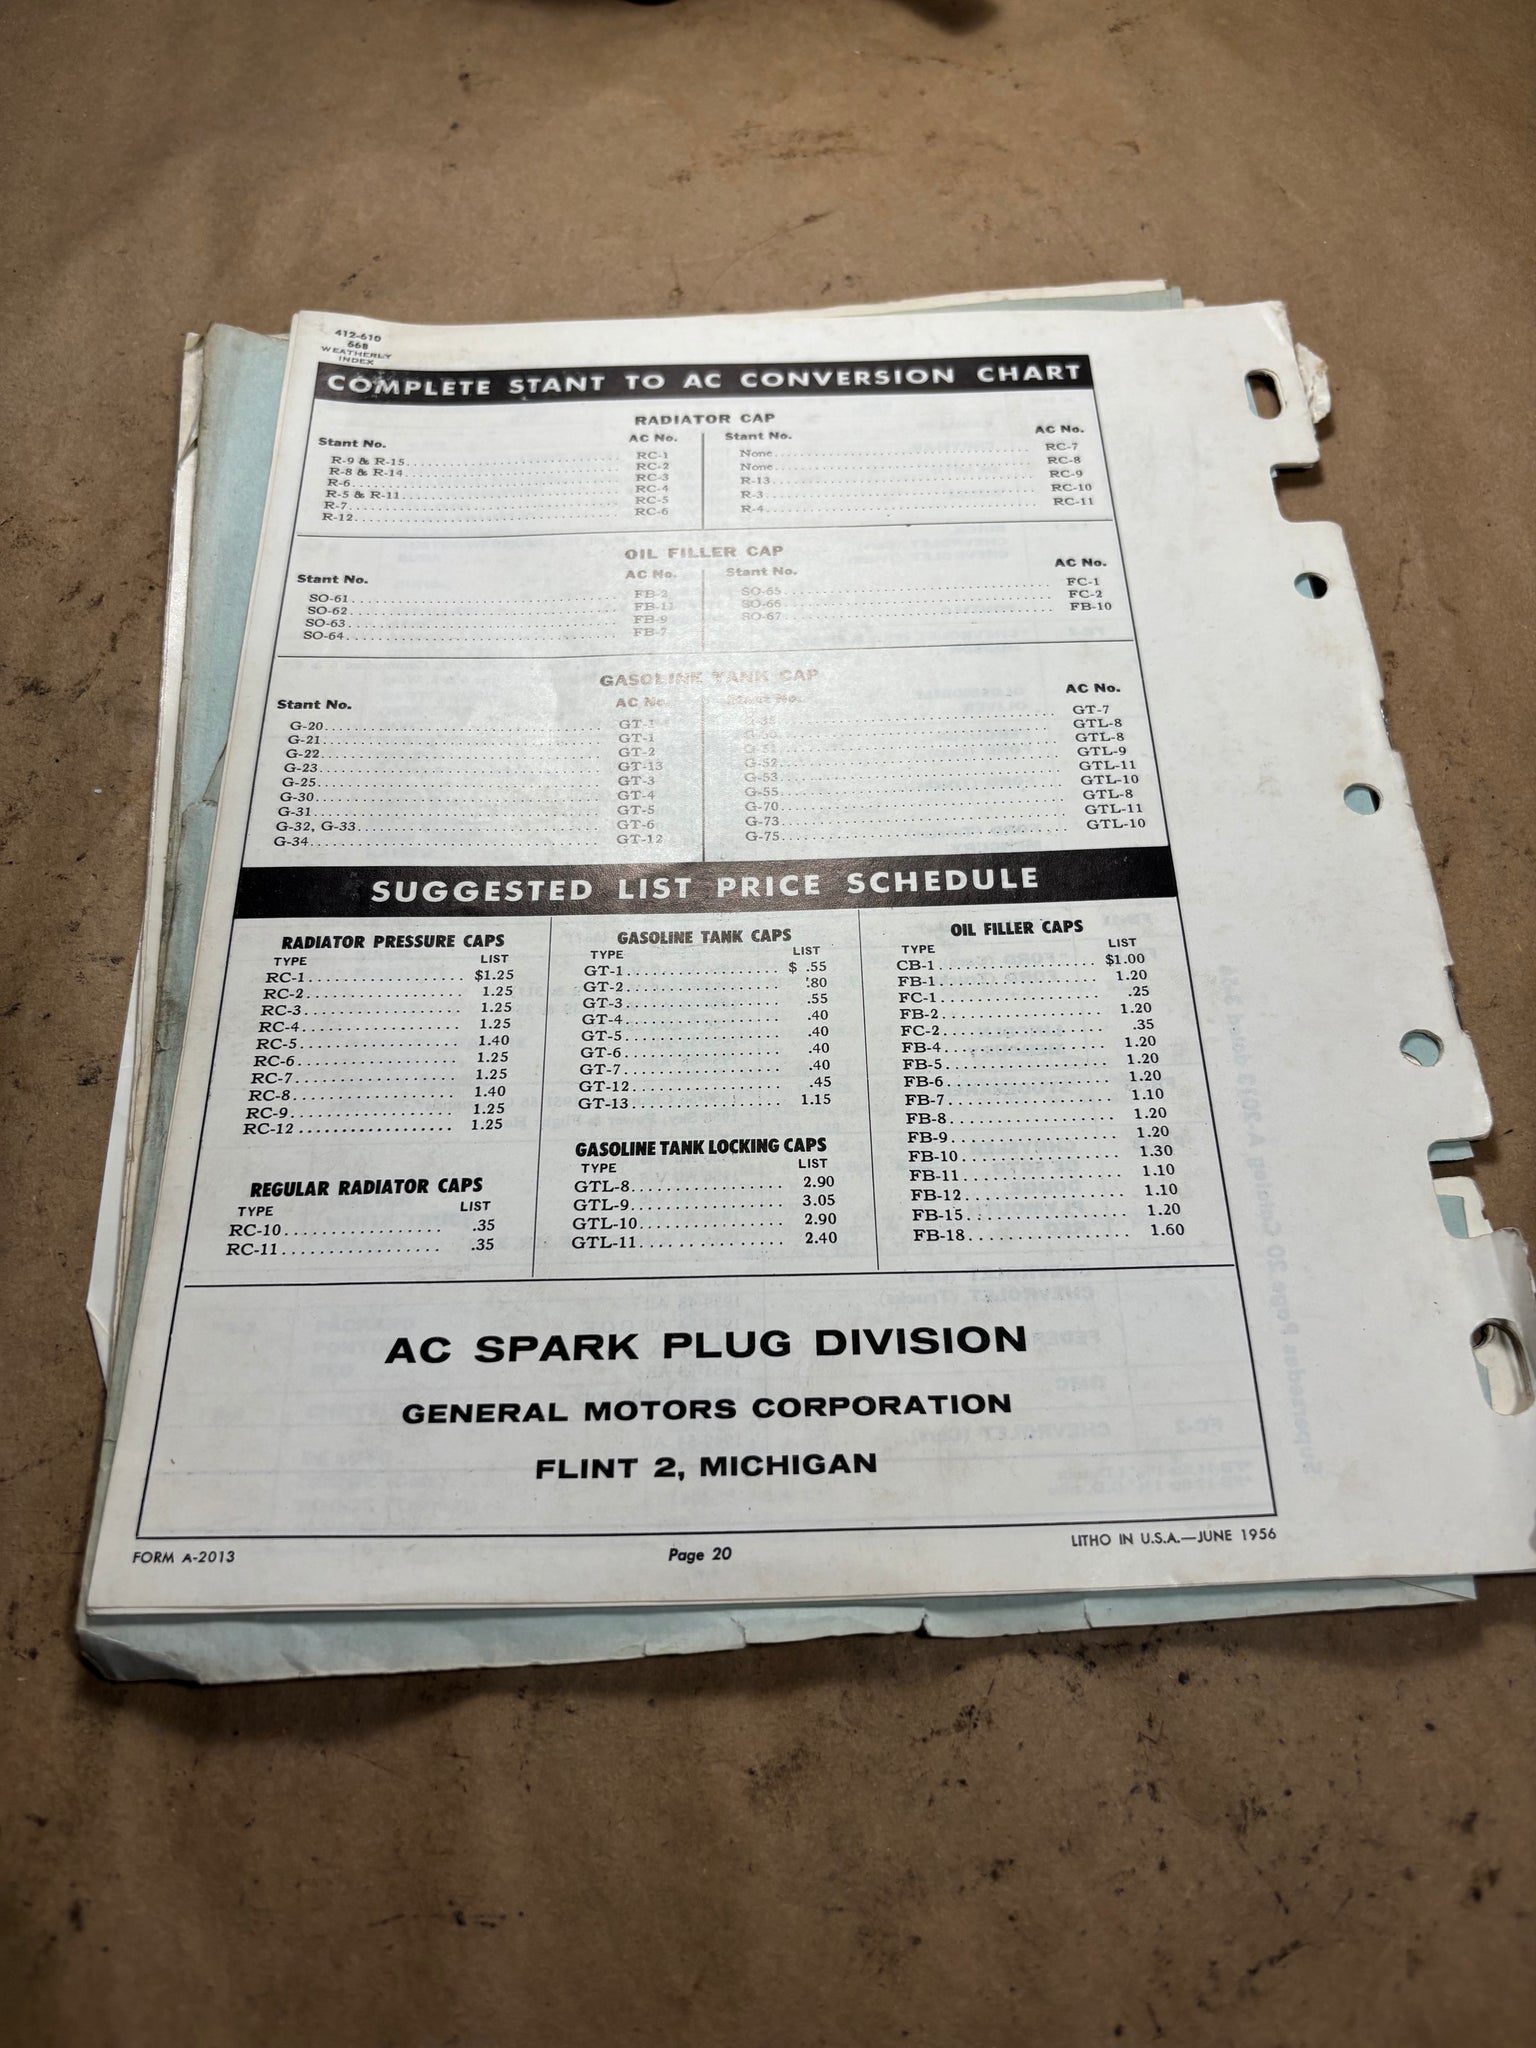 412-610
568
WEATHERLY
INDEX
COMPLETE STANT TO AC CONVERSION CHART
RADIATOR CAP
Stant No. AC No. Stant No. AC No.
R-9 & R-15 RC-1 None RC-7
R-8 & R-14 RC-2 None RC-8
R-6 RC-3 R-13 RC-9
R-5 & R-11 RC-4 R-3 RC-10
R-7 RC-5 R-4 RC-11
R-12 RC-6
OIL FILLER CAP
Stant No. AC No. Stant No. AC No.
SO-61 FB-2 SO-65 FC-1
SO-62 FB-11 SO-66 FC-2
SO-63 FB-9 SO-67 FB-10
SO-64 FB-7
GASOLINE TANK CAP
Stant No. AC No. Stant No. AC No.
G-20 GT-1 G-35 GT-7
G-21 GT-1 G-50 GTL-8
G-22 GT-2 G-51 GTL-8
G-23 GT-13 G-52 GTL-9
G-25 GT-3 G-53 GTL-11
G-30 GT-4 G-55 GTL-10
G-31 GT-5 G-70 GTL-8
G-32, G-33 GT-6 G-73 GTL-11
G-34 GT-12 G-75 GTL-10
SUGGESTED LIST PRICE SCHEDULE
RADIATOR PRESSURE CAPS
TYPE LIST
RC-1 $1.25
RC-2 1.25
RC-3 1.25
RC-4 1.25
RC-5 1.40
RC-6 1.25
RC-7 1.25
RC-8 1.40
RC-9 1.25
RC-12 1.25
REGULAR RADIATOR CAPS
TYPE LIST
RC-10 .35
RC-11 .35
GASOLINE TANK CAPS
TYPE LIST
GT-1 $ .55
GT-2 .80
GT-3 .55
GT-4 .40
GT-5 .40
GT-6 .40
GT-7 .40
GT-12 .45
GT-13 1.15
GASOLINE TANK LOCKING CAPS
TYPE LIST
GTL-8 2.90
GTL-9 3.05
GTL-10 2.90
GTL-11 2.40
OIL FILLER CAPS
TYPE LIST
CB-1 $1.00
FB-1 1.20
FC-1 .25
FB-2 1.20
FC-2 .35
FB-4 1.20
FB-5 1.20
FB-6 1.20
FB-7 1.10
FB-8 1.20
FB-9 1.20
FB-10 1.30
FB-11 1.10
FB-12 1.10
FB-15 1.20
FB-18 1.60
AC SPARK PLUG DIVISION
GENERAL MOTORS CORPORATION
FLINT 2, MICHIGAN
FORM A-2013 Page 20 LITHO IN U.S.A.—JUNE 1956